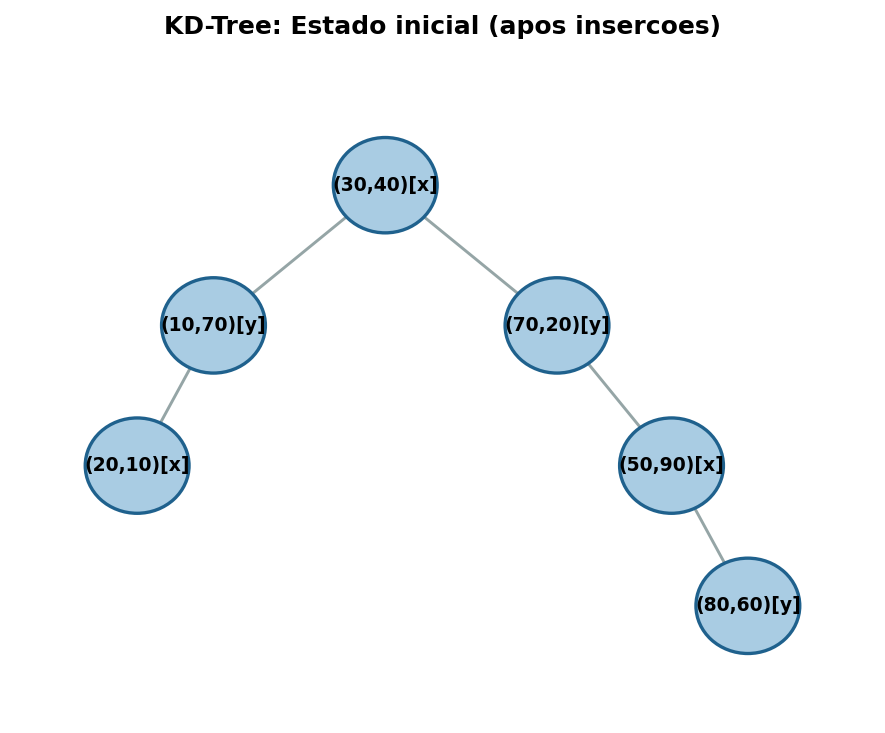 KD-Tree: Estado inicial (apos insercoes)
(30,40)[x]
(10,70)[y]
(70,20)[y]
(20,10)[x]
(50,90)[x]
(80,60)[y]